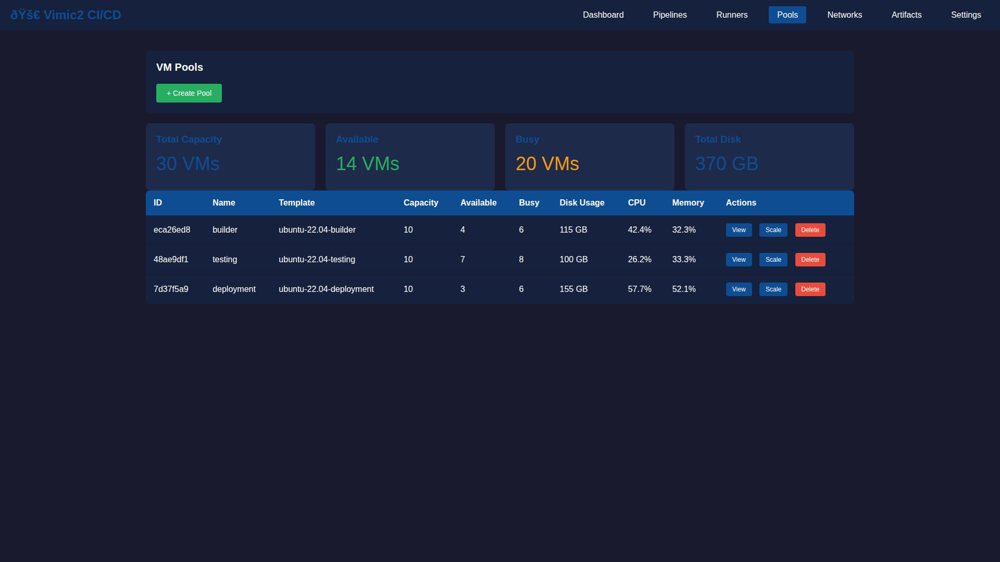 ðŸš€ Vimic2 CI/CD Dashboard Pipelines Runners Pools Networks Artifacts Settings
VM Pools
+ Create Pool
Total Capacity Available Busy Total Disk
30 VMs 14 VMs 20 VMs 370 GB
ID Name Template Capacity Available Busy Disk Usage CPU Memory Actions
eca26ed8 builder ubuntu-22.04-builder 10 4 6 115 GB 42.4% 32.3% View Scale Delete
48ae9df1 testing ubuntu-22.04-testing 10 7 8 100 GB 26.2% 33.3% View Scale Delete
7d37f5a9 deployment ubuntu-22.04-deployment 10 3 6 155 GB 57.7% 52.1% View Scale Delete